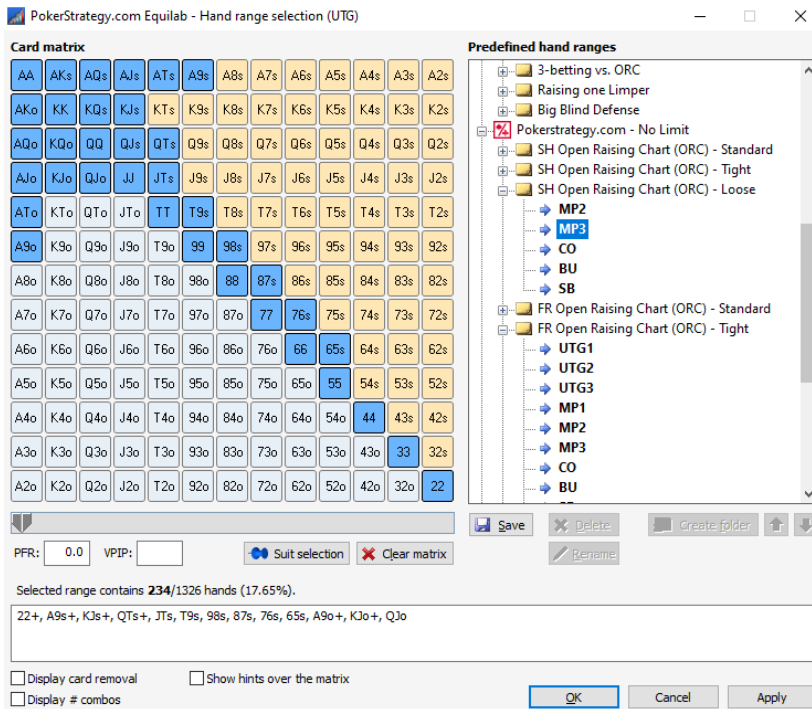 PokerStrategy.com Equilab - Hand range selection (UTG)
Card matrix
AA AKs AQs AJs ATs A9s A8s A7s A6s A5s A4s A3s A2s
AKo KK KQs KJs KTs K9s K8s K7s K6s K5s K4s K3s K2s
AQo KQo QQ QJs QTs Q9s Q8s Q7s Q6s Q5s Q4s Q3s Q2s
AJo KJo QJo JJ JTs J9s J8s J7s J6s J5s J4s J3s J2s
ATo KTo QTo JTo TT T9s T8s T7s T6s T5s T4s T3s T2s
A9o K9o Q9o J9o T9o 99 98s 97s 96s 95s 94s 93s 92s
A8o K8o Q8o J8o T8o 98o 88 87s 86s 85s 84s 83s 82s
A7o K7o Q7o J7o T7o 97o 87o 77 76s 75s 74s 73s 72s
A6o K6o Q6o J6o T6o 96o 86o 76o 66 65s 64s 63s 62s
A5o K5o Q5o J5o T5o 95o 85o 75o 65o 55 54s 53s 52s
A4o K4o Q4o J4o T4o 94o 84o 74o 64o 54o 44 43s 42s
A3o K3o Q3o J3o T3o 93o 83o 73o 63o 53o 43o 33 32s
A2o K2o Q2o J2o T2o 92o 82o 72o 62o 52o 42o 32o 22
PFR: 0.0 VPIP:
Suit selection
Clear matrix
Predefined hand ranges
3-betting vs. ORC
Raising one Limper
Big Blind Defense
Pokerstrategy.com - No Limit
SH Open Raising Chart (ORC) - Standard
SH Open Raising Chart (ORC) - Tight
SH Open Raising Chart (ORC) - Loose
MP2
MP3
CO
BU
SB
FR Open Raising Chart (ORC) - Standard
FR Open Raising Chart (ORC) - Tight
UTG1
UTG2
UTG3
MP1
MP2
MP3
CO
BU
Save
Delete
Create folder
Rename
Selected range contains 234/1326 hands (17.65%).
22+, A9s+, KJs+, QTs+, JTs, T9s, 98s, 87s, 76s, 65s, A9o+, KJo+, QJo
Display card removal
Show hints over the matrix
Display # combos
OK
Cancel
Apply